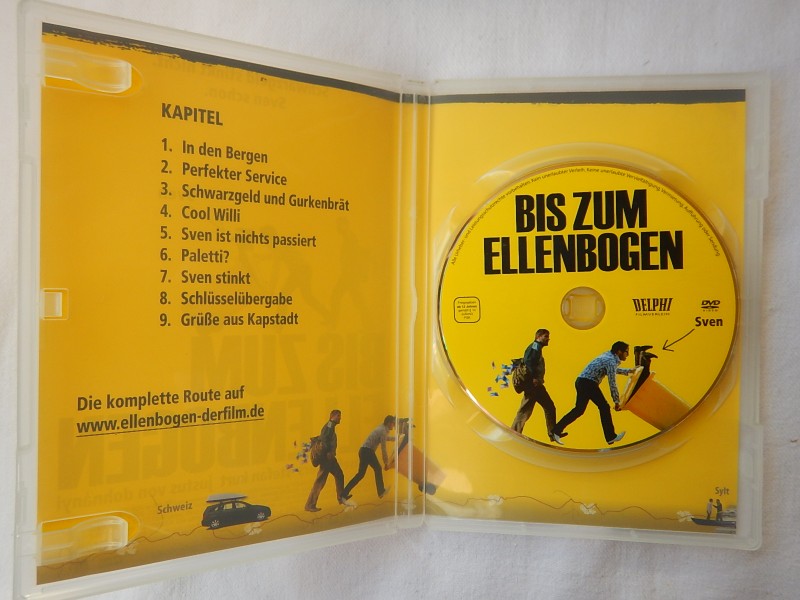 KAPITEL
1. In den Bergen
2. Perfekter Service
3. Schwarzgeld und Gurkenbrät
4. Cool Willi
5. Sven ist nichts passiert
6. Paletti?
7. Sven stinkt
8. Schlüsselübergabe
9. Grüße aus Kapstadt
Die komplette Route auf
www.ellenbogen-derfilm.de
Schweiz
BIS ZUM
ELLENBOGEN
DELPHI
FILMVERLEIH
DVD
VIDEO
Sven
Sylt